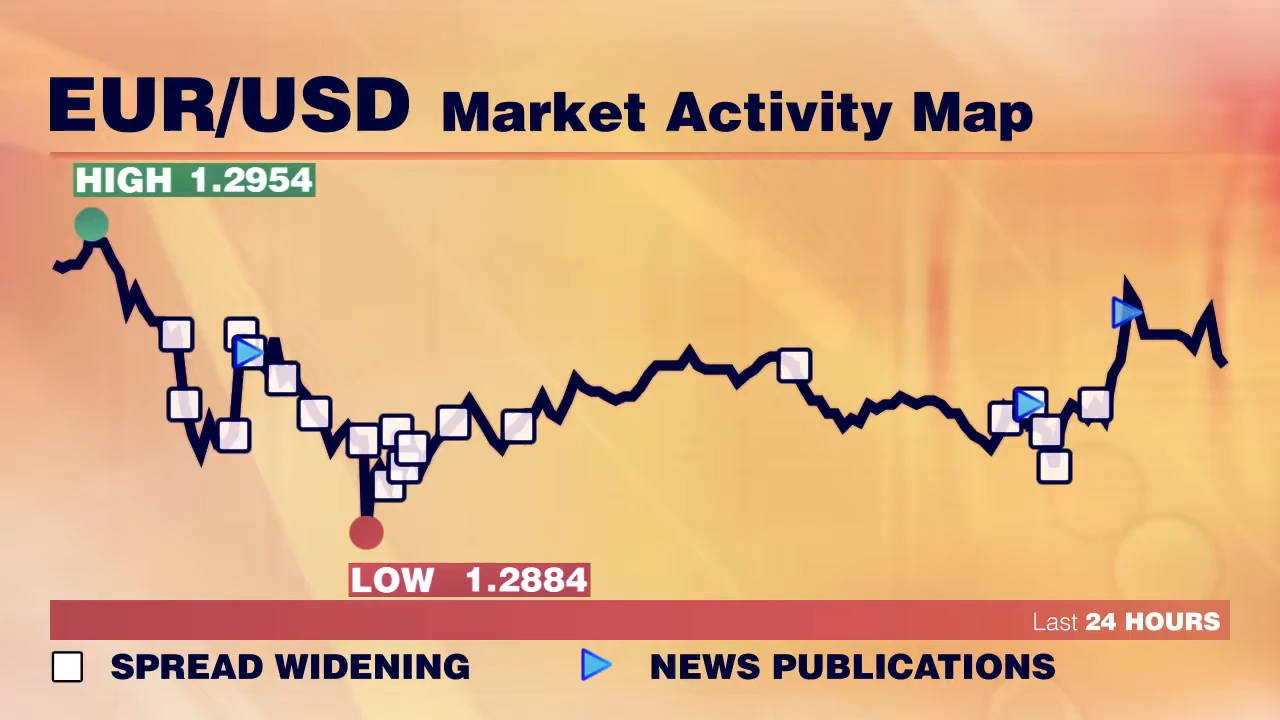 EUR/USD Market Activity Map
HIGH 1.2954
LOW 1.2884
Last 24 HOURS
SPREAD WIDENING NEWS PUBLICATIONS